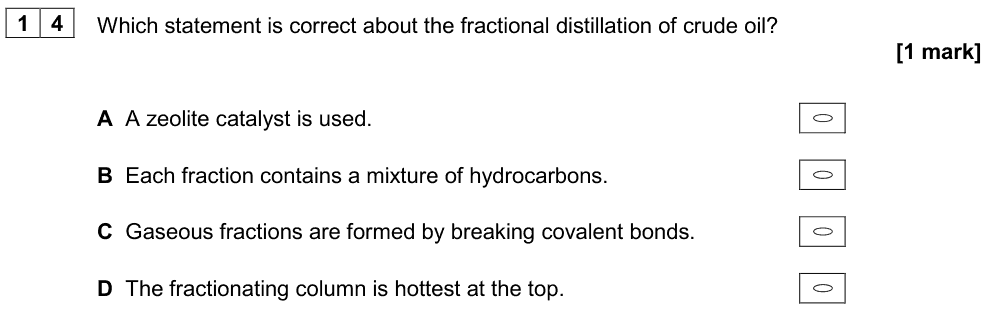 1 4 Which statement is correct about the fractional distillation of crude oil?
[1 mark]
A A zeolite catalyst is used.
B Each fraction contains a mixture of hydrocarbons.
C Gaseous fractions are formed by breaking covalent bonds.
D The fractionating column is hottest at the top.